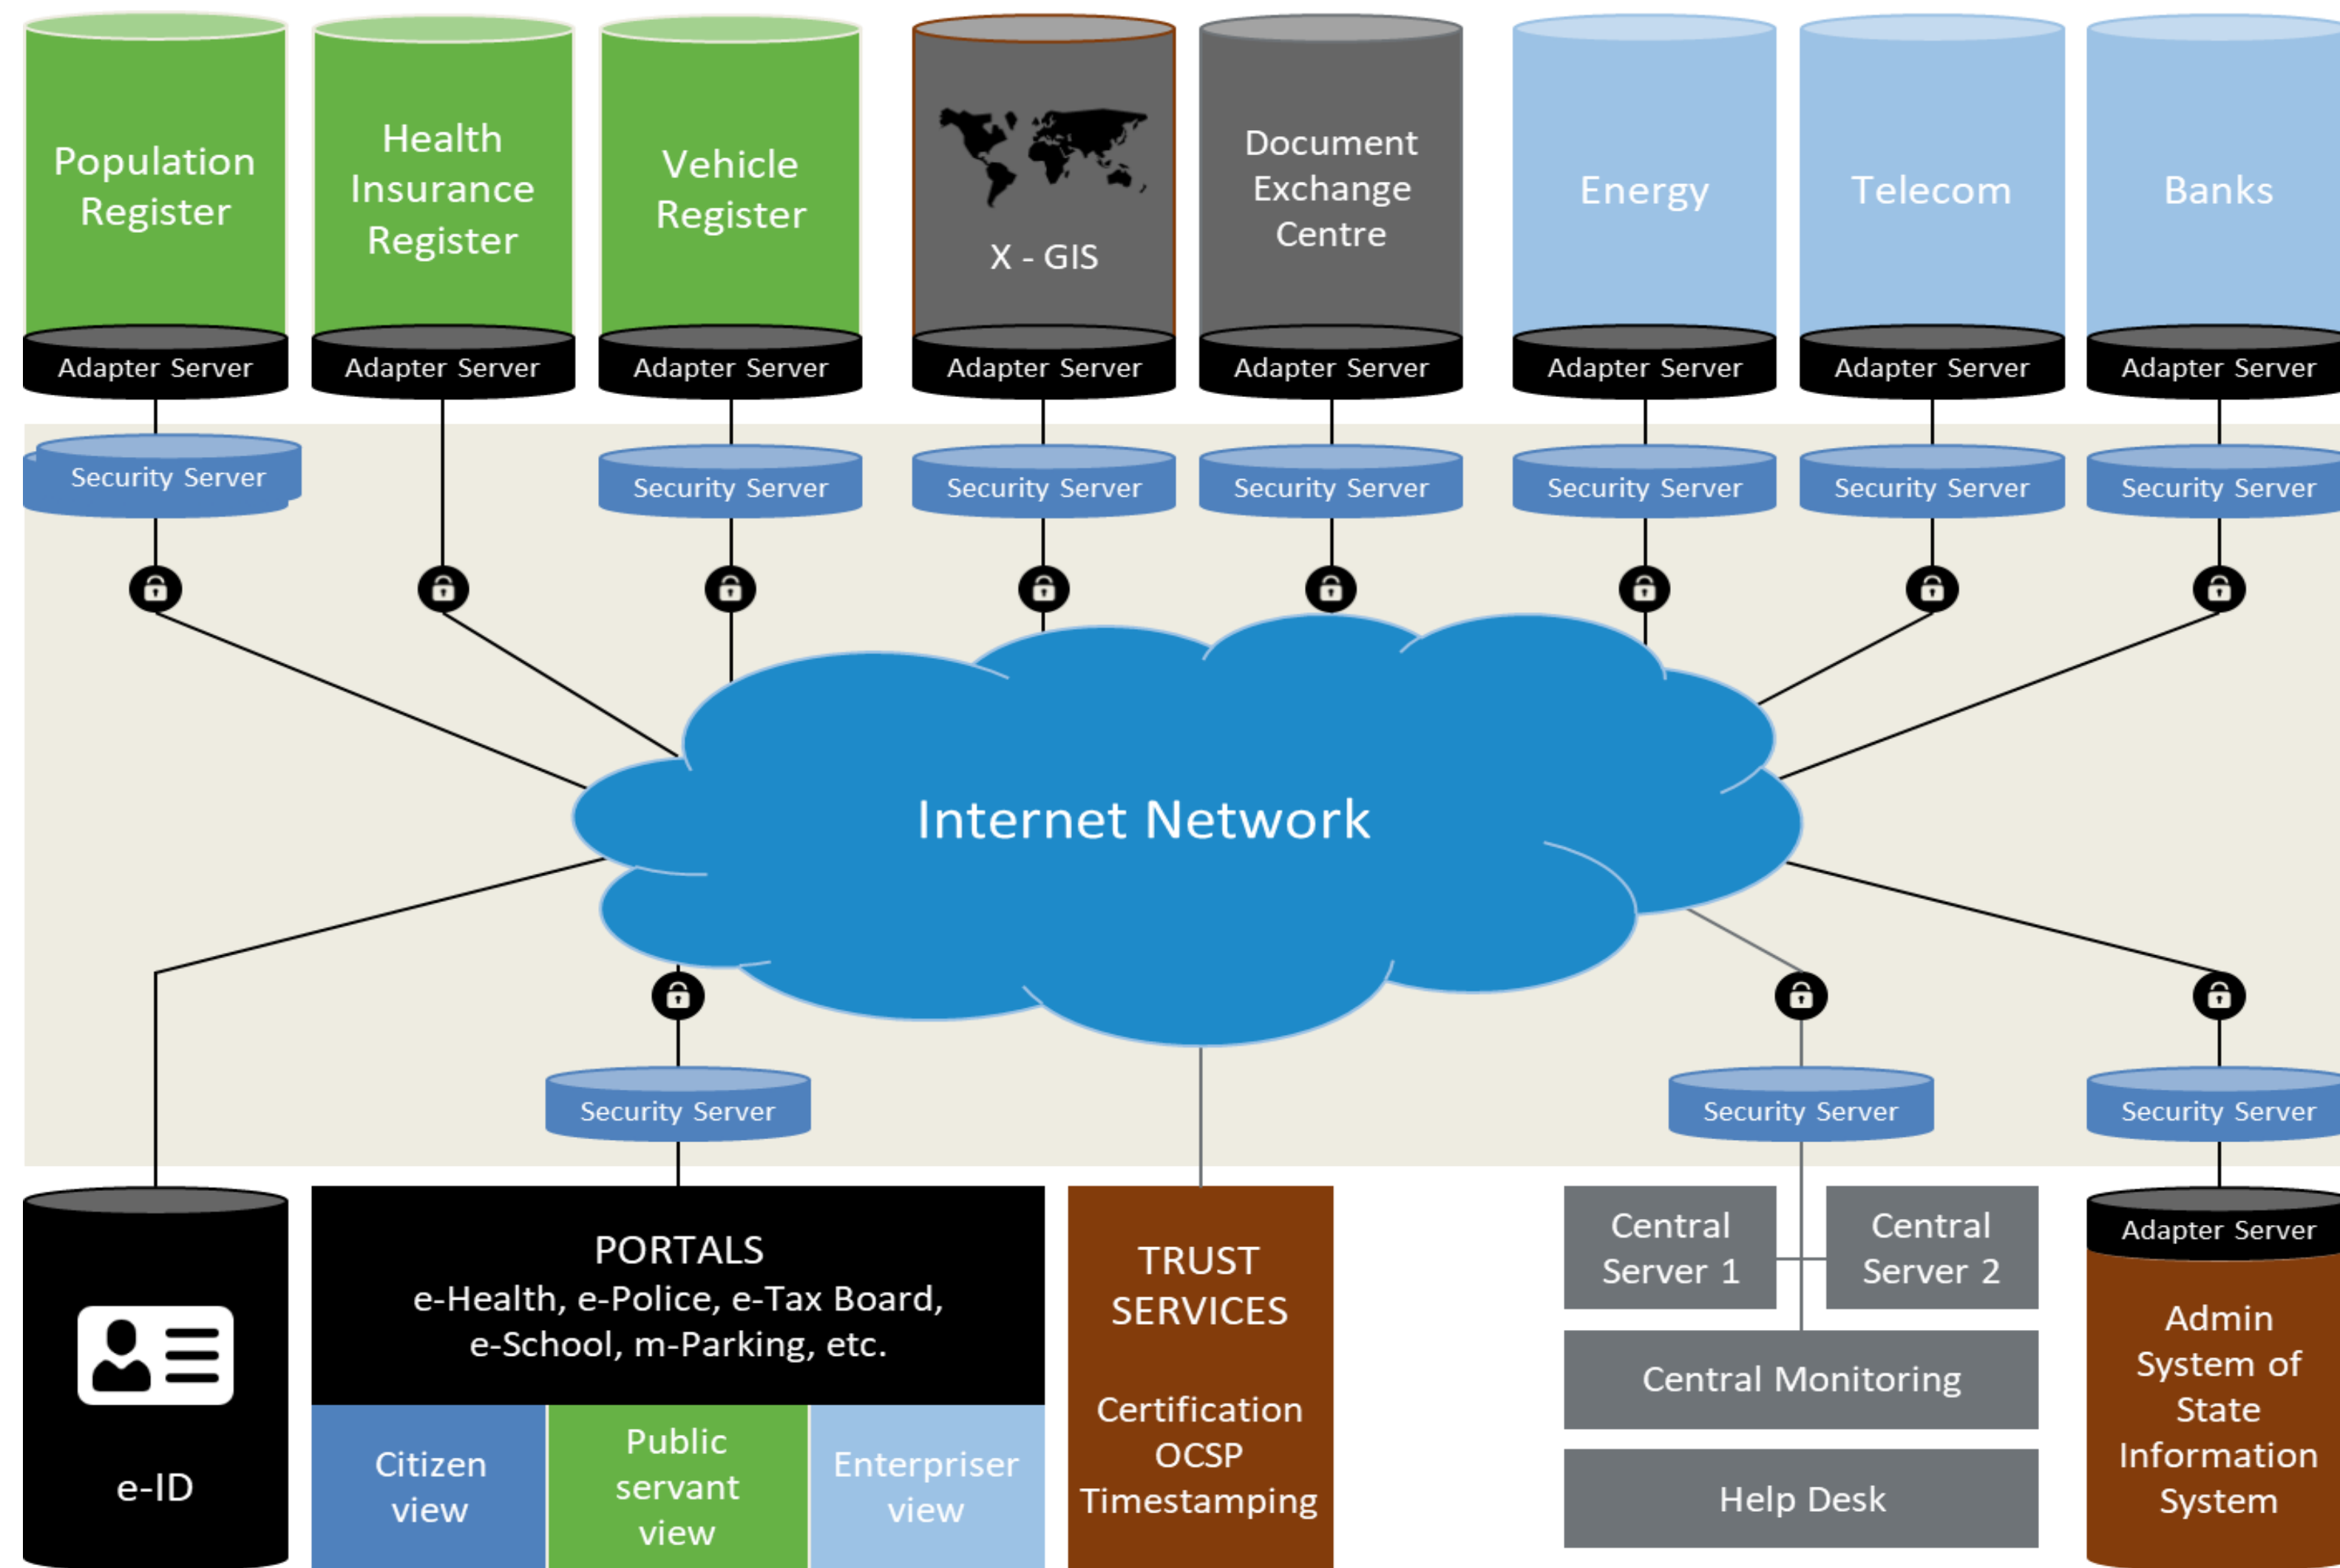 Population
Register
Health
Insurance
Register
Vehicle
Register
X - GIS
Document
Exchange
Centre
Energy
Telecom
Banks
Adapter Server
Adapter Server
Adapter Server
Adapter Server
Adapter Server
Adapter Server
Adapter Server
Adapter Server
Security Server
Security Server
Security Server
Security Server
Security Server
Security Server
Security Server
Internet Network
Security Server
Security Server
Security Server
e-ID
PORTALS
e-Health, e-Police, e-Tax Board,
e-School, m-Parking, etc.
Citizen
view
Public
servant
view
Enterpriser
view
TRUST
SERVICES
Certification
OCSP
Timestamping
Central
Server 1
Central
Server 2
Central Monitoring
Help Desk
Adapter Server
Admin
System of
State
Information
System